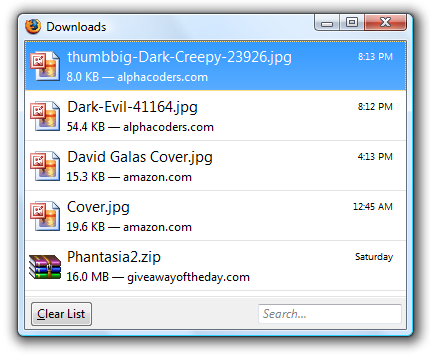 Downloads
thumbbig-Dark-Creepy-23926.jpg 8:13 PM
8.0 KB — alphacoders.com
Dark-Evil-41164.jpg 8:12 PM
54.4 KB — alphacoders.com
David Galas Cover.jpg 4:13 PM
15.3 KB — amazon.com
Cover.jpg 12:45 AM
19.6 KB — amazon.com
Phantasia2.zip Saturday
16.0 MB — giveawayoftheday.com
Clear List Search...